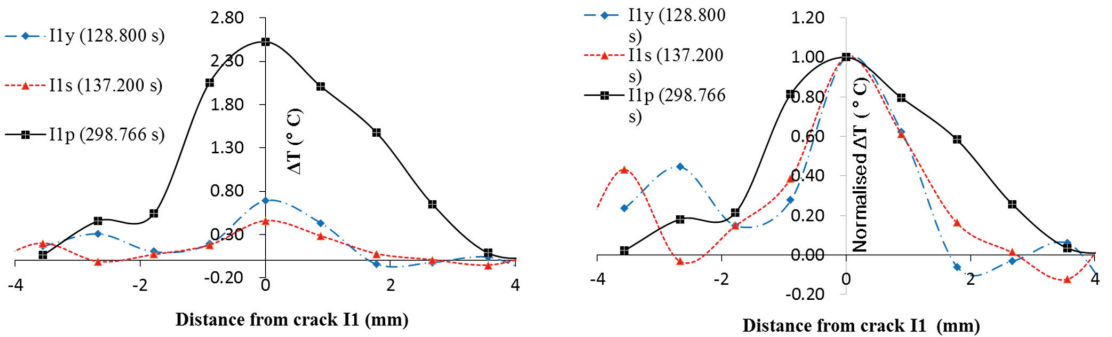 I1y (128.800 s)
I1s (137.200 s)
I1p (298.766 s)
2.80
2.30
1.80
1.30
0.80
0.30
-0.20
ΔT (° C)
-4
-2
0
2
4
Distance from crack I1 (mm)
I1y (128.800
s)
I1s (137.200
s)
I1p (298.766
s)
1.20
1.00
0.80
0.60
0.40
0.20
0.00
-0.20
Normalised ΔT (° C)
-4
-2
0
2
4
Distance from crack I1 (mm)